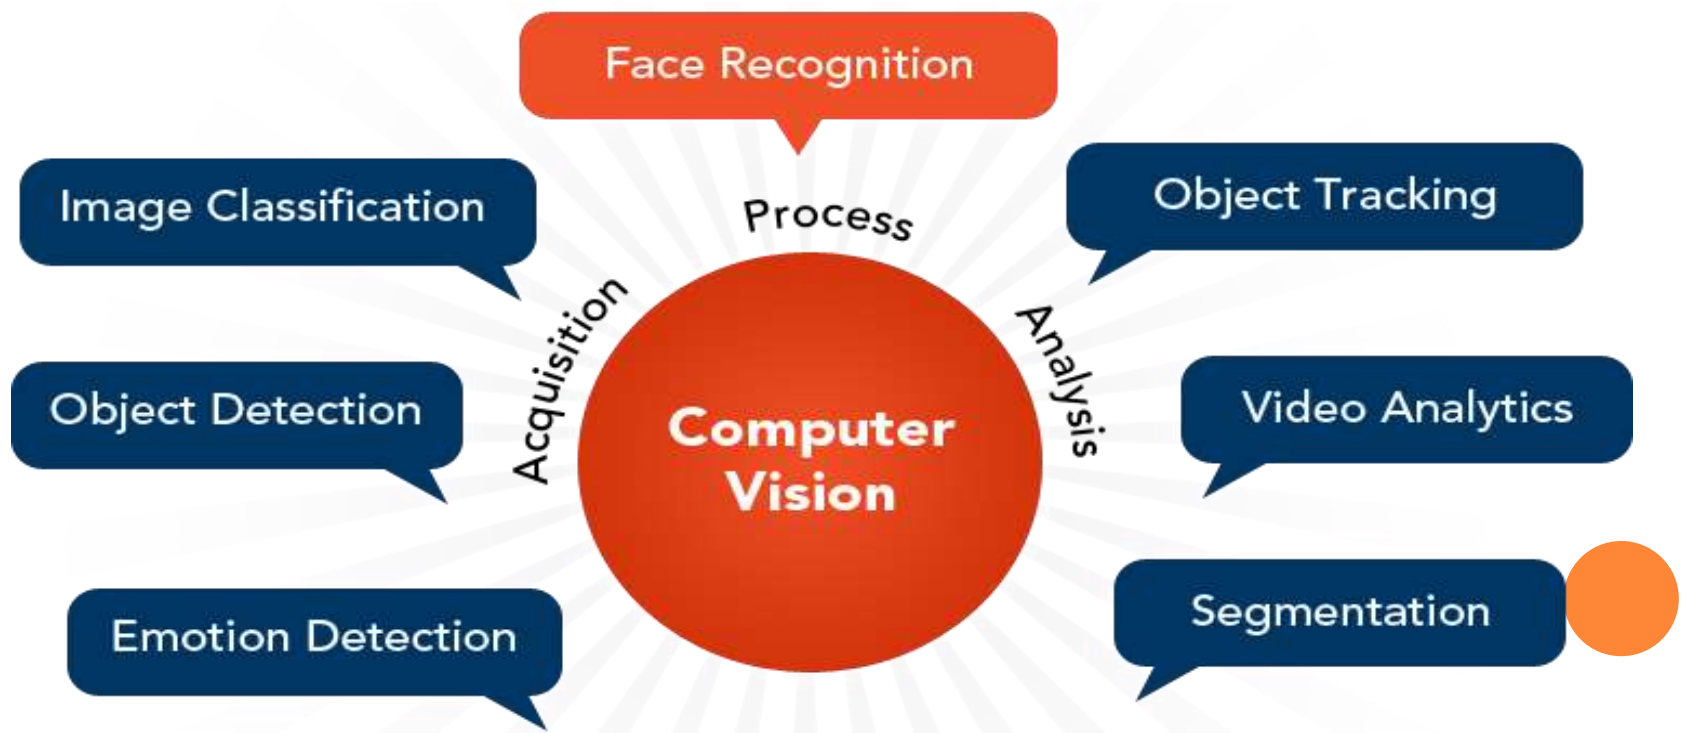 Face Recognition
Image Classification
Object Tracking
Process
Acquisition
Analysis
Object Detection
Video Analytics
Computer
Vision
Emotion Detection
Segmentation